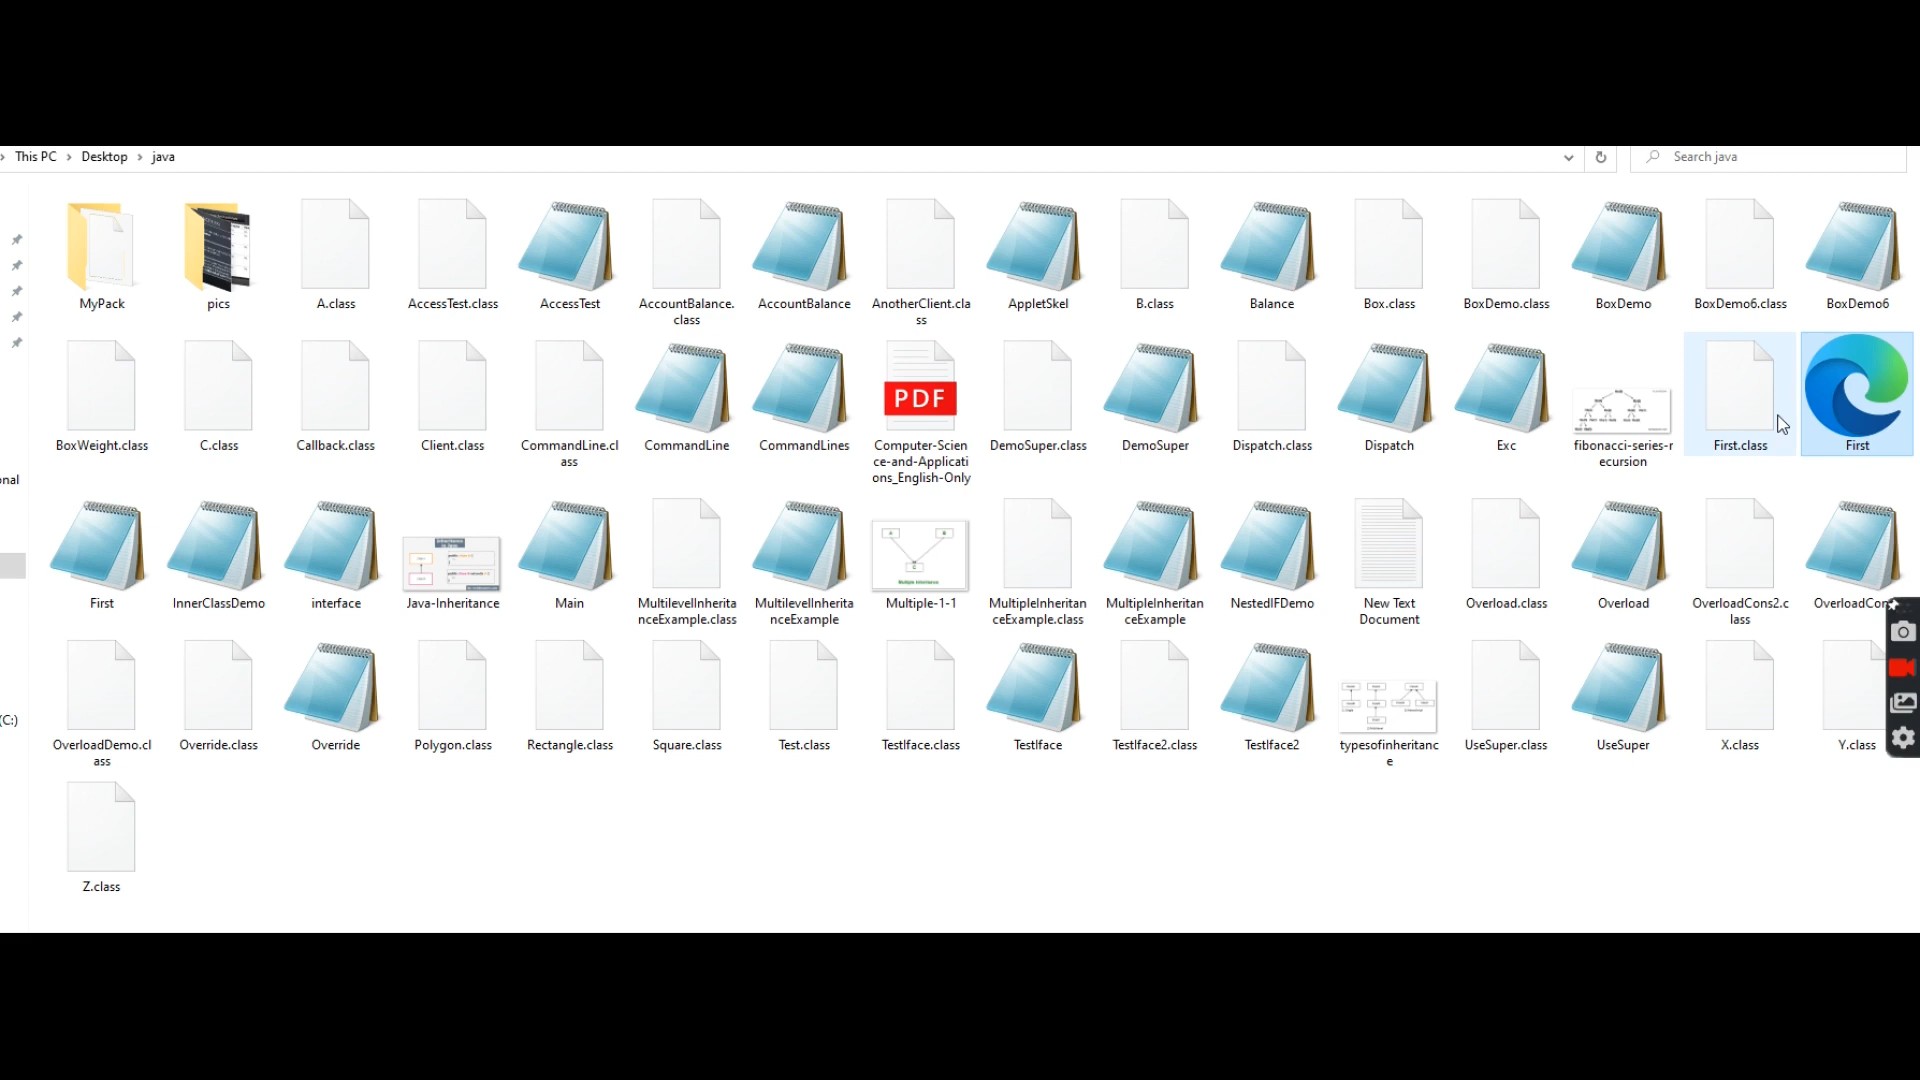 This PC > Desktop > java
Search java
MyPack
pics
A.class
AccessTest.class
AccessTest
AccountBalance.
class
AccountBalance
AnotherClient.cla
ss
AppletSkel
B.class
Balance
Box.class
BoxDemo.class
BoxDemo
BoxDemo6.class
BoxDemo6
BoxWeight.class
C.class
Callback.class
Client.class
CommandLine.cl
ass
CommandLine
CommandLines
PDF
Computer-Scien
ce-and-Applicati
ons_English-Only
DemoSuper.class
DemoSuper
Dispatch.class
Dispatch
Exc
fibonacci-series-r
ecursion
First.class
First
onal
First
InnerClassDemo
interface
Java-Inheritance
Main
MultilevelInherita
nceExample.class
MultilevelInherita
nceExample
A B
C
Multiple Inheritance
Multiple-1-1
MultipleInheritan
ceExample.class
MultipleInheritan
ceExample
NestedIFDemo
New Text
Document
Overload.class
Overload
OverloadCons2.c
lass
OverloadCon
(C:)
OverloadDemo.cl
ass
Override.class
Override
Polygon.class
Rectangle.class
Square.class
Test.class
TestIface.class
TestIface
TestIface2.class
TestIface2
typesofinheritanc
e
UseSuper.class
UseSuper
X.class
Y.class
Z.class